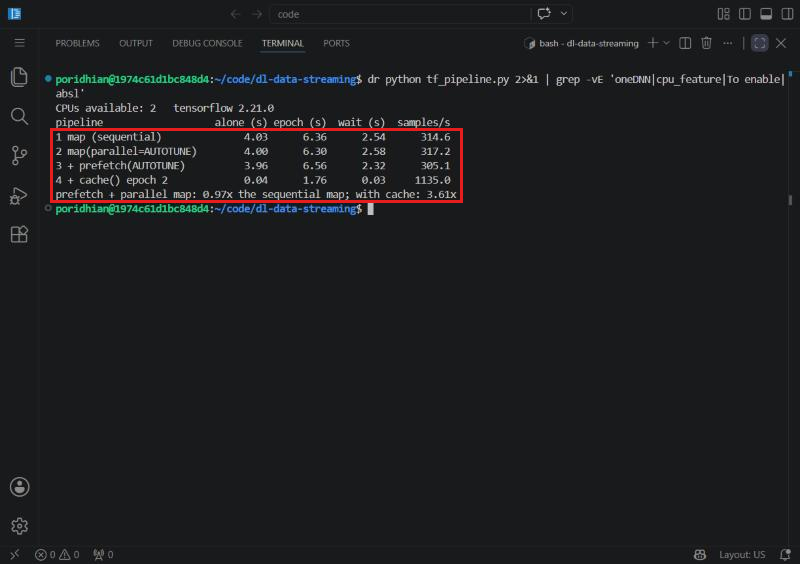 code
PROBLEMS OUTPUT DEBUG CONSOLE TERMINAL PORTS
bash - dl-data-streaming
poridhian@1974c61d1bc848d4:~/code/dl-data-streaming$ dr python tf_pipeline.py 2>&1 | grep -vE 'oneDNN|cpu_feature|To enable|
absl'
CPUs available: 2 tensorflow 2.21.0
pipeline alone (s) epoch (s) wait (s) samples/s
1 map (sequential) 4.03 6.36 2.54 314.6
2 map(parallel=AUTOTUNE) 4.00 6.30 2.58 317.2
3 + prefetch(AUTOTUNE) 3.96 6.56 2.32 305.1
4 + cache() epoch 2 0.04 1.76 0.03 1135.0
prefetch + parallel map: 0.97x the sequential map; with cache: 3.61x
poridhian@1974c61d1bc848d4:~/code/dl-data-streaming$
0 0 0 Layout: US